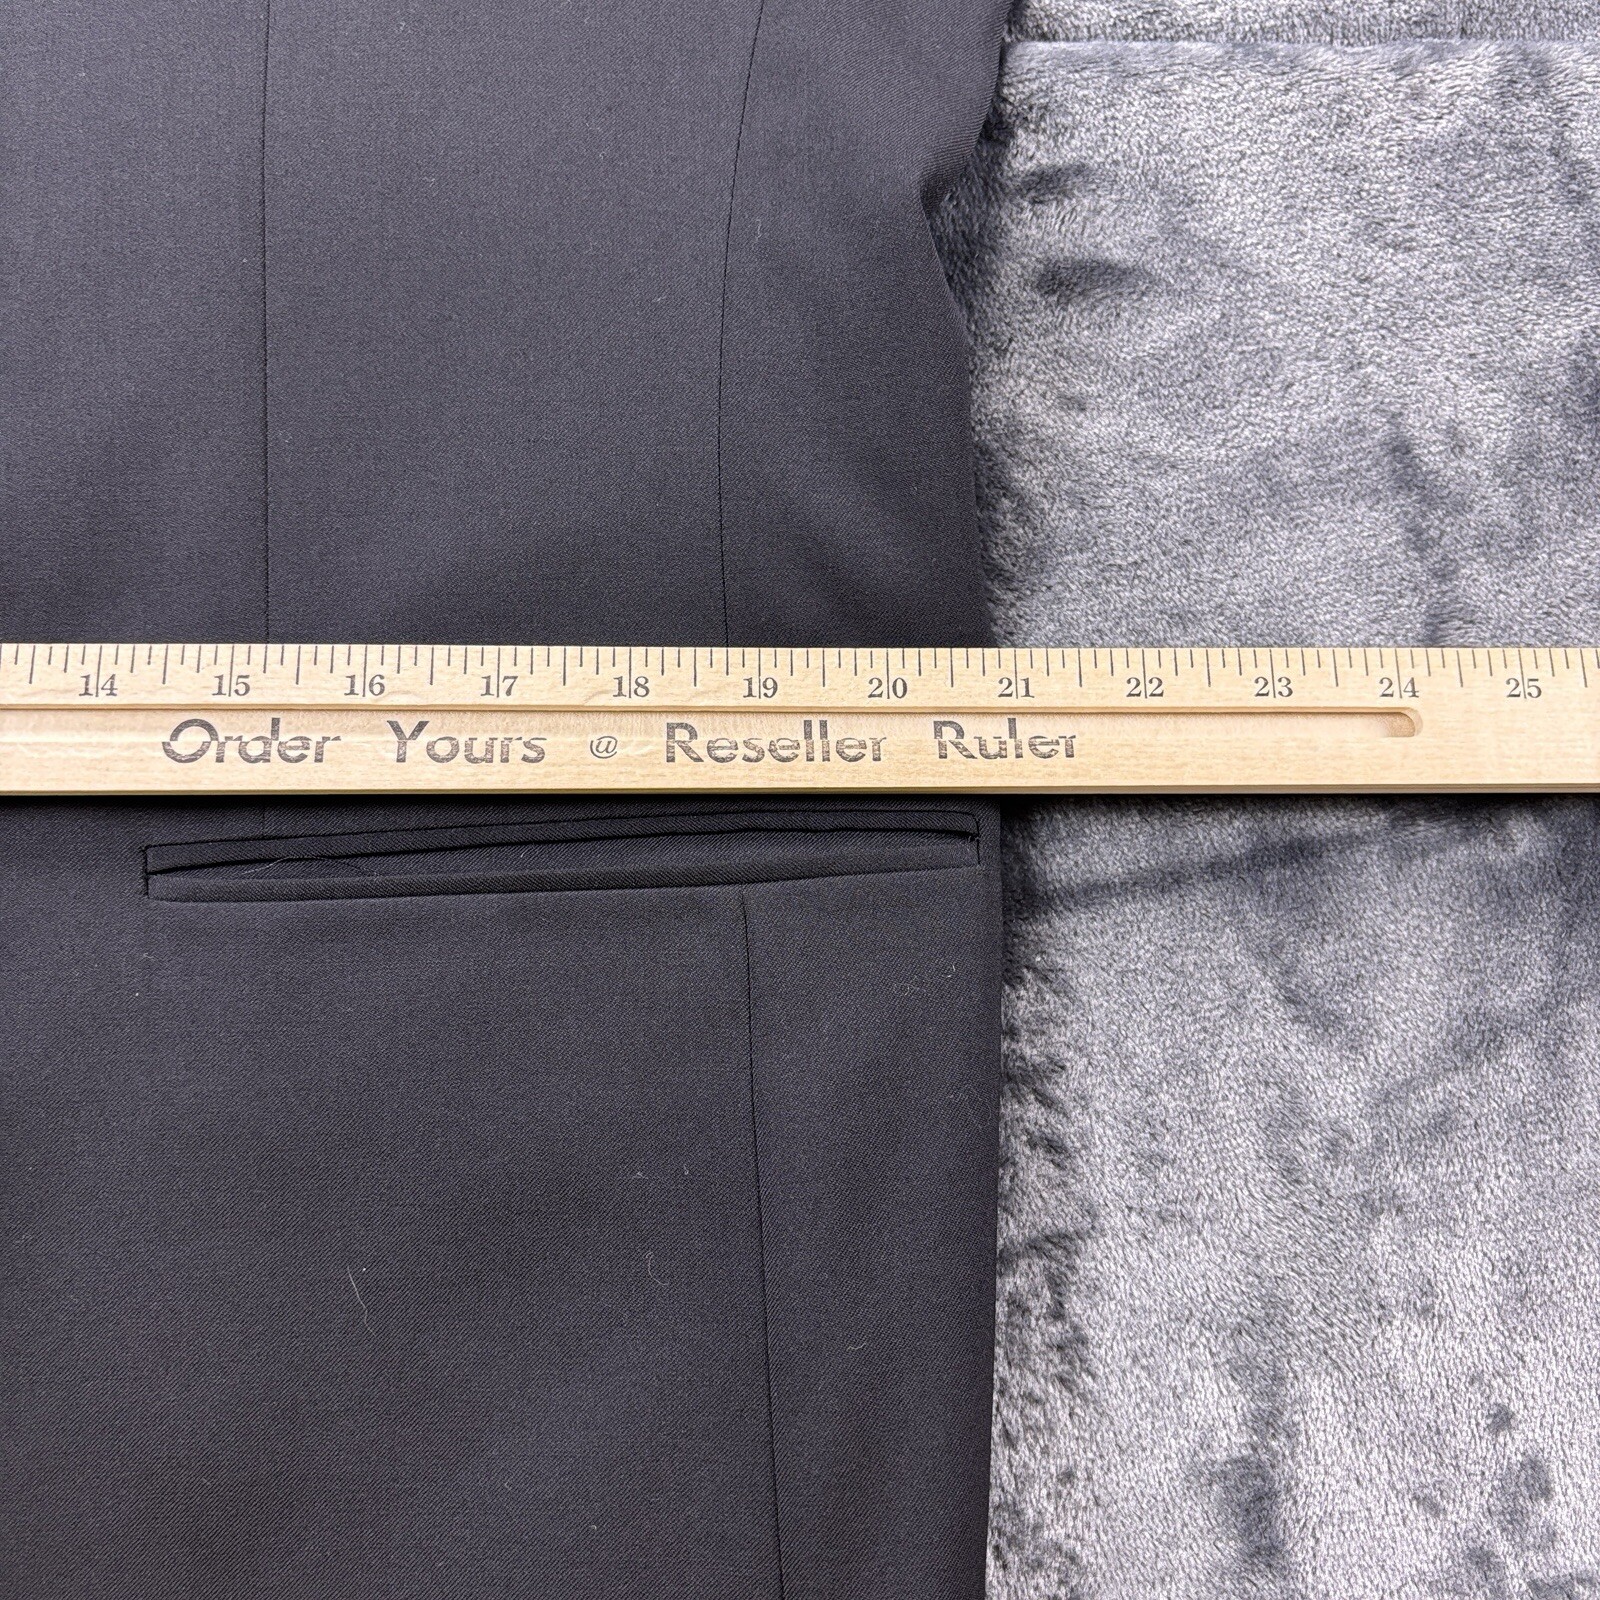 14 15 16 17 18 19 20 21 22 23 24 25
Order Yours @ Reseller Ruler